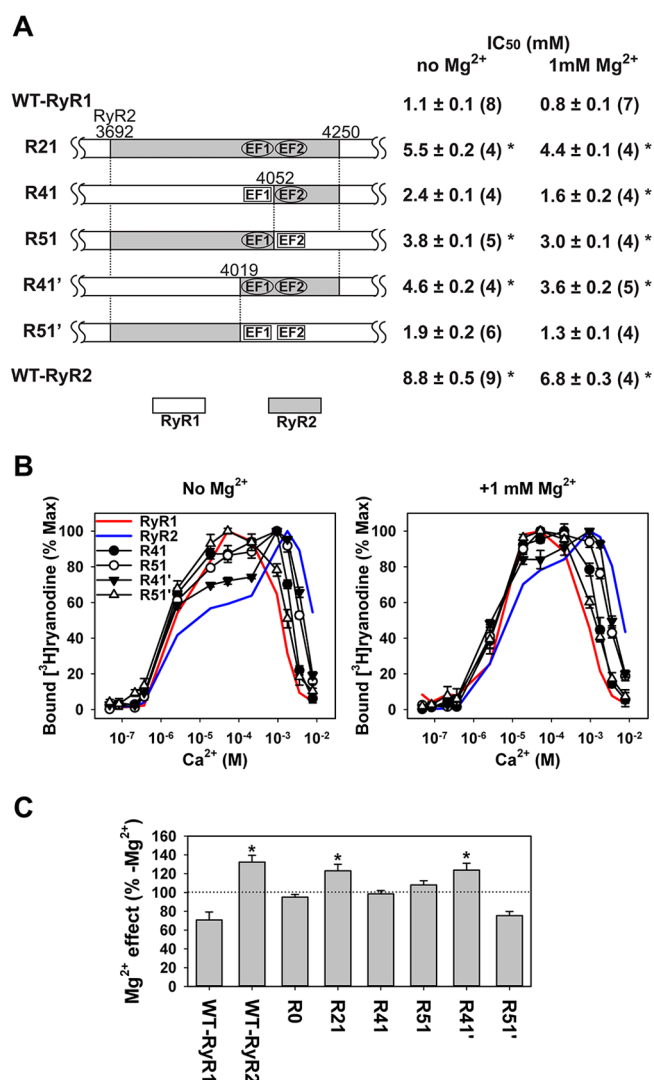 A
IC50 (mM)
no Mg2+ 1mM Mg2+
WT-RyR1 1.1 ± 0.1 (8) 0.8 ± 0.1 (7)
RyR2
3692 4250
R21 EF1 EF2 5.5 ± 0.2 (4) * 4.4 ± 0.1 (4) *
4052
R41 EF1 EF2 2.4 ± 0.1 (4) 1.6 ± 0.2 (4) *
R51 EF1 EF2 3.8 ± 0.1 (5) * 3.0 ± 0.1 (4) *
4019
R41' EF1 EF2 4.6 ± 0.2 (4) * 3.6 ± 0.2 (5) *
R51' EF1 EF2 1.9 ± 0.2 (6) 1.3 ± 0.1 (4)
WT-RyR2 8.8 ± 0.5 (9) * 6.8 ± 0.3 (4) *
RyR1 RyR2
B
No Mg2+
Bound [3H]ryanodine (% Max)
100
80
60
40
20
0
RyR1
RyR2
R41
R51
R41'
R51'
10-7 10-6 10-5 10-4 10-3 10-2
Ca2+ (M)
+1 mM Mg2+
Bound [3H]ryanodine (% Max)
100
80
60
40
20
0
10-7 10-6 10-5 10-4 10-3 10-2
Ca2+ (M)
C
Mg2+ effect (% -Mg2+)
160
140
120
100
80
60
40
20
0
* * *
WT-RyR1 WT-RyR2 R0 R21 R41 R51 R41' R51'